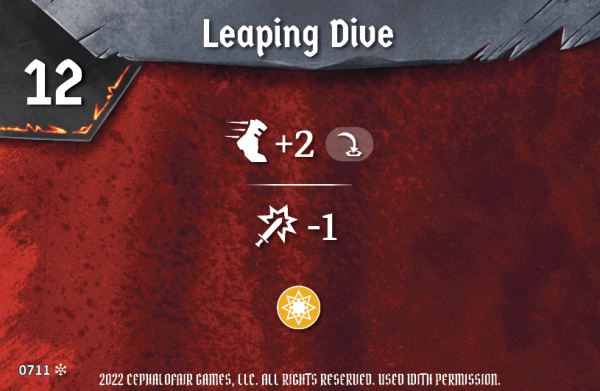 Leaping Dive
12
+2
-1
0711
2022 CEPHALOFAIR GAMES, LLC. ALL RIGHTS RESERVED. USED WITH PERMISSION.